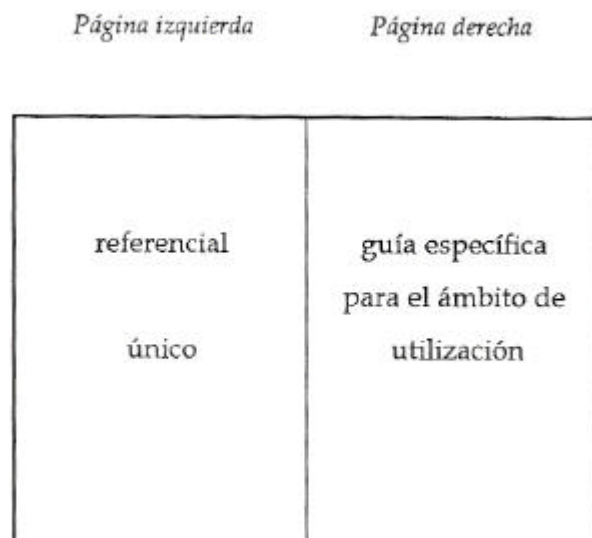 Página izquierda
Página derecha
referencial
único
guía específica
para el ámbito de
utilización